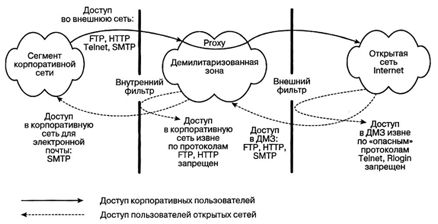 Доступ
во внешнюю сеть:
FTP, HTTP
Telnet, SMTP
Сегмент
корпоративной
сети
Proxy
Демилитаризованная
зона
Открытая
сеть
Internet
Внутренний
фильтр
Внешний
фильтр
Доступ
в корпоративную
сеть для
электронной
почты:
SMTP
Доступ
в корпоративную
сеть извне
по протоколам
FTP, HTTP
запрещен
Доступ
в ДМЗ:
FTP, HTTP,
SMTP
Доступ
в ДМЗ извне
по «опасным»
протоколам
Telnet, Rlogin
запрещен
Доступ корпоративных пользователей
Доступ пользователей открытых сетей